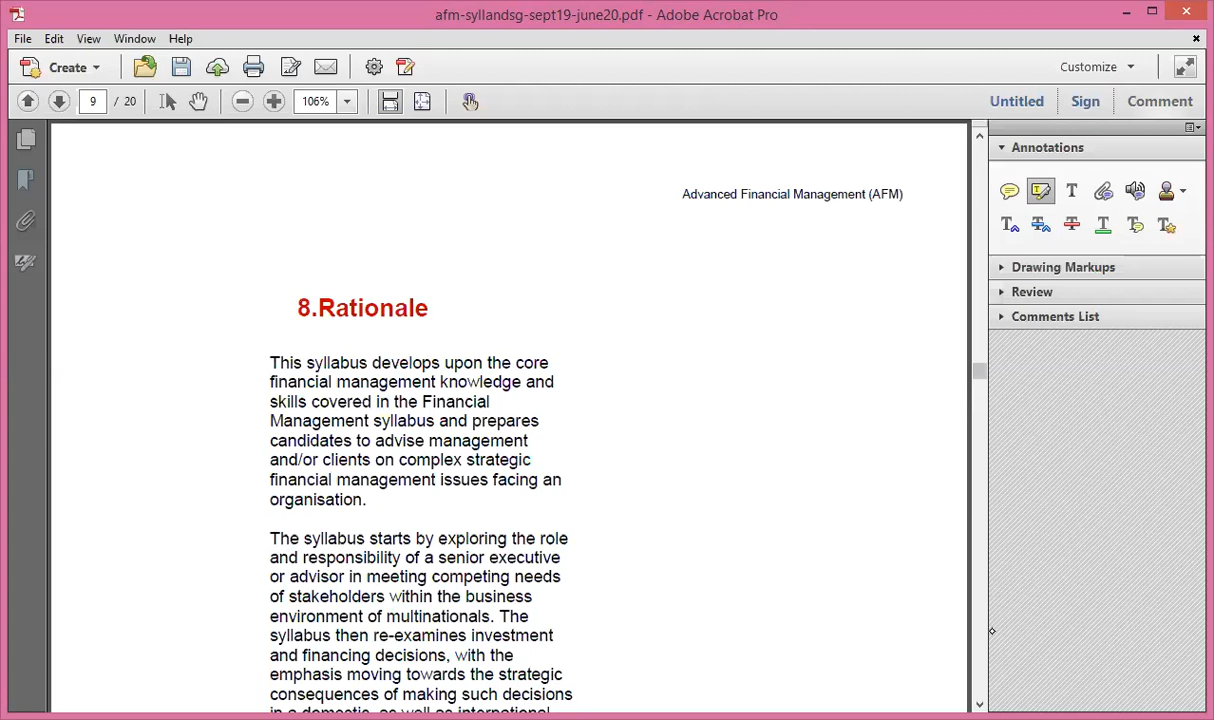 afm-syllandsg-sept19-june20.pdf - Adobe Acrobat Pro
File Edit View Window Help
Create Customize
9 / 20 106% Untitled Sign Comment
Annotations
Drawing Markups
Review
Comments List
Advanced Financial Management (AFM)
8.Rationale
This syllabus develops upon the core
financial management knowledge and
skills covered in the Financial
Management syllabus and prepares
candidates to advise management
and/or clients on complex strategic
financial management issues facing an
organisation.
The syllabus starts by exploring the role
and responsibility of a senior executive
or advisor in meeting competing needs
of stakeholders within the business
environment of multinationals. The
syllabus then re-examines investment
and financing decisions, with the
emphasis moving towards the strategic
consequences of making such decisions
in a domestic, as well as international